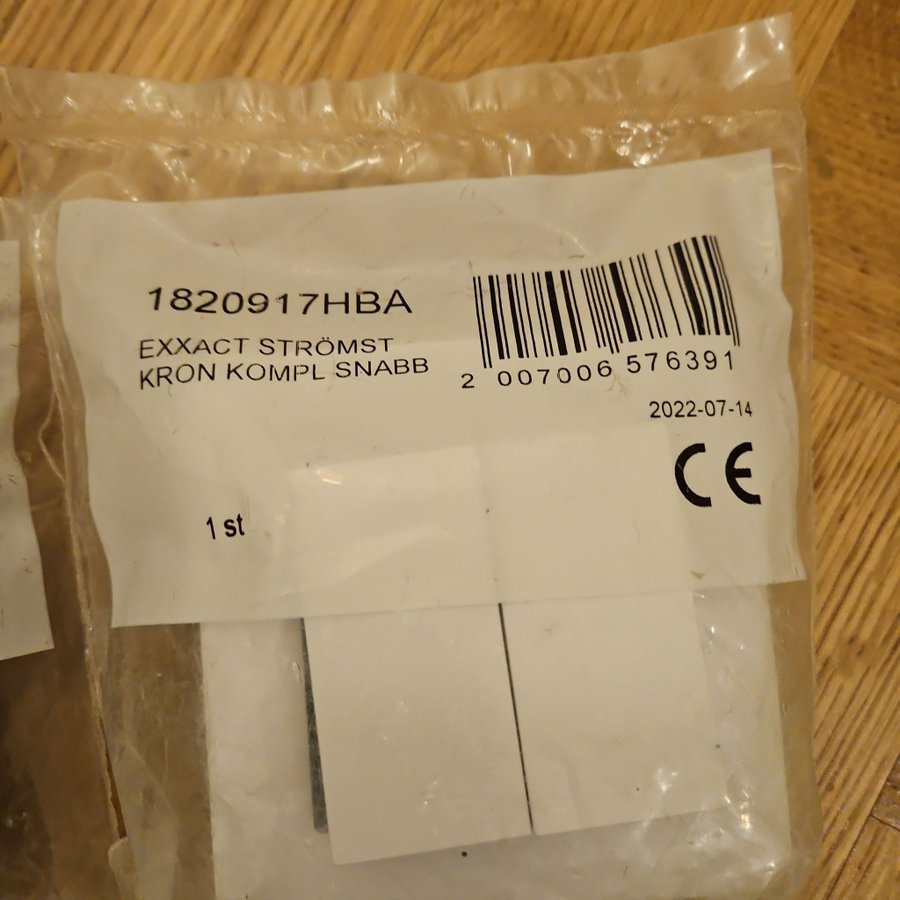 1820917HBA
EXXACT STRÖMST
KRON KOMPL SNABB
2 007006 576391
2022-07-14
CE
1 st